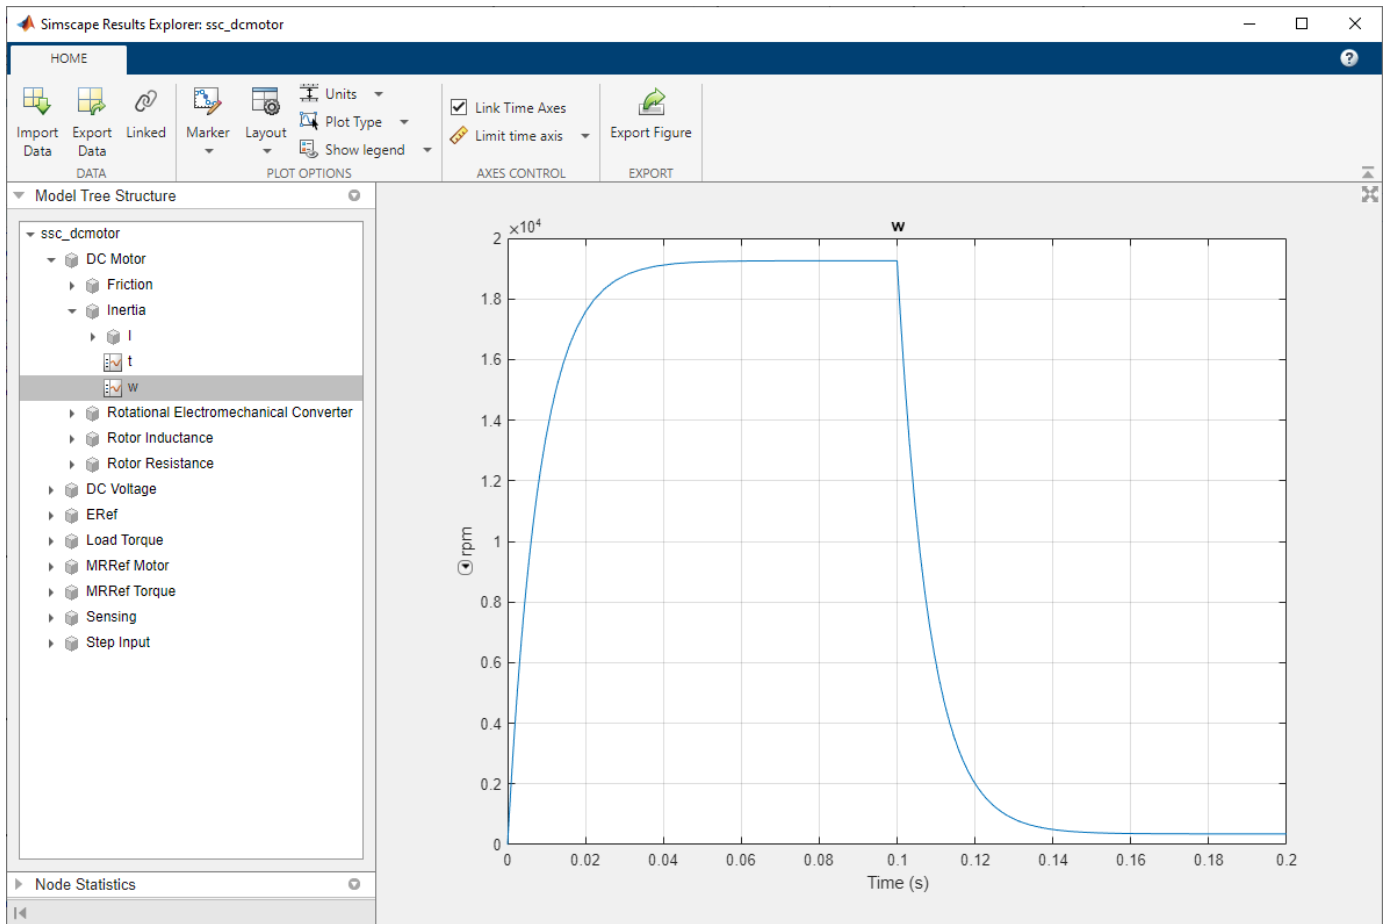 Simscape Results Explorer: ssc_dcmotor
HOME
Import Data
Export Data
Linked
Marker
Layout
Units
Plot Type
Show legend
Link Time Axes
Limit time axis
Export Figure
DATA
PLOT OPTIONS
AXES CONTROL
EXPORT
Model Tree Structure
ssc_dcmotor
DC Motor
Friction
Inertia
I
t
w
Rotational Electromechanical Converter
Rotor Inductance
Rotor Resistance
DC Voltage
ERef
Load Torque
MRRef Motor
MRRef Torque
Sensing
Step Input
Node Statistics
w
×10⁴
2
1.8
1.6
1.4
1.2
1
0.8
0.6
0.4
0.2
0
rpm
0 0.02 0.04 0.06 0.08 0.1 0.12 0.14 0.16 0.18 0.2
Time (s)